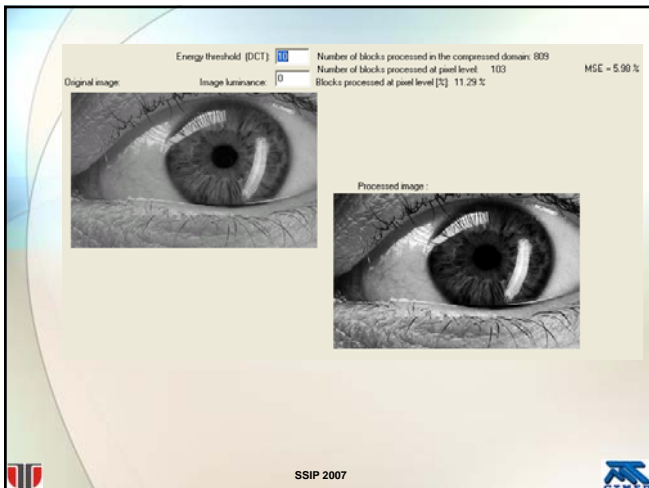 Energy threshold (DCT) 10 Number of blocks processed in the compressed domain: 809
Number of blocks processed at pixel level: 103 MSE = 5.98 %
Original image: Image luminance: 0 Blocks processed at pixel level [%]: 11.29 %
Processed image :
SSIP 2007